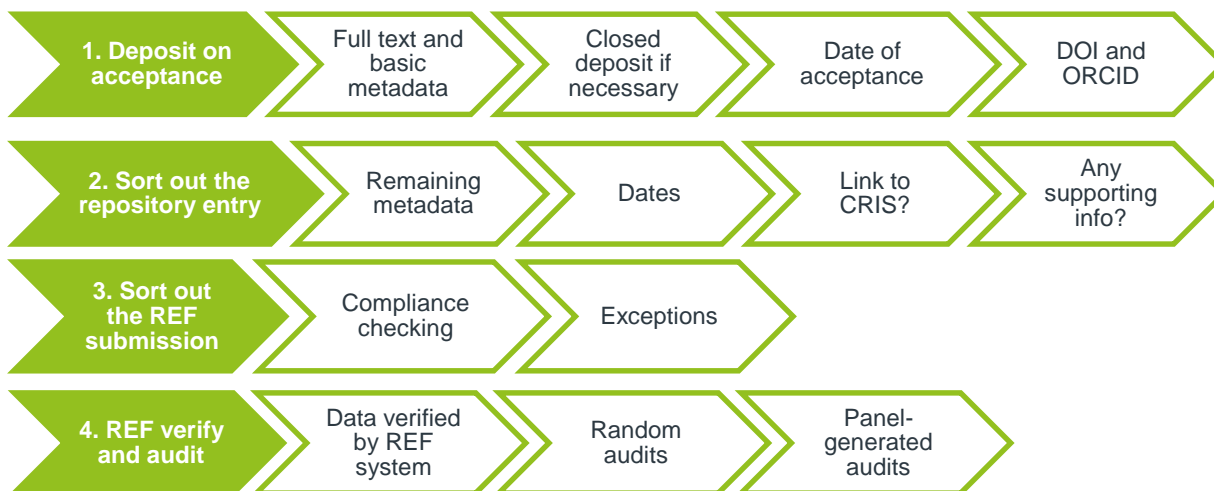 1. Deposit on
acceptance
Full text and
basic
metadata
Closed
deposit if
necessary
Date of
acceptance
DOI and
ORCID
2. Sort out the
repository entry
Remaining
metadata
Dates
Link to
CRIS?
Any
supporting
info?
3. Sort out
the REF
submission
Compliance
checking
Exceptions
4. REF verify
and audit
Data verified
by REF
system
Random
audits
Panel-
generated
audits